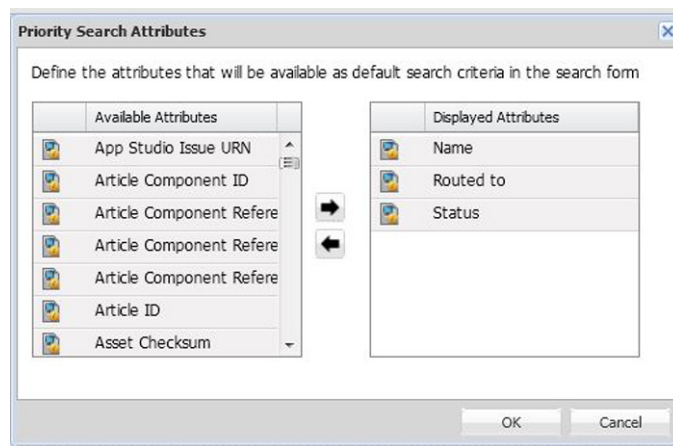 Priority Search Attributes
Define the attributes that will be available as default search criteria in the search form
Available Attributes
App Studio Issue URN
Article Component ID
Article Component Refere
Article Component Refere
Article Component Refere
Article ID
Asset Checksum
Displayed Attributes
Name
Routed to
Status
OK
Cancel